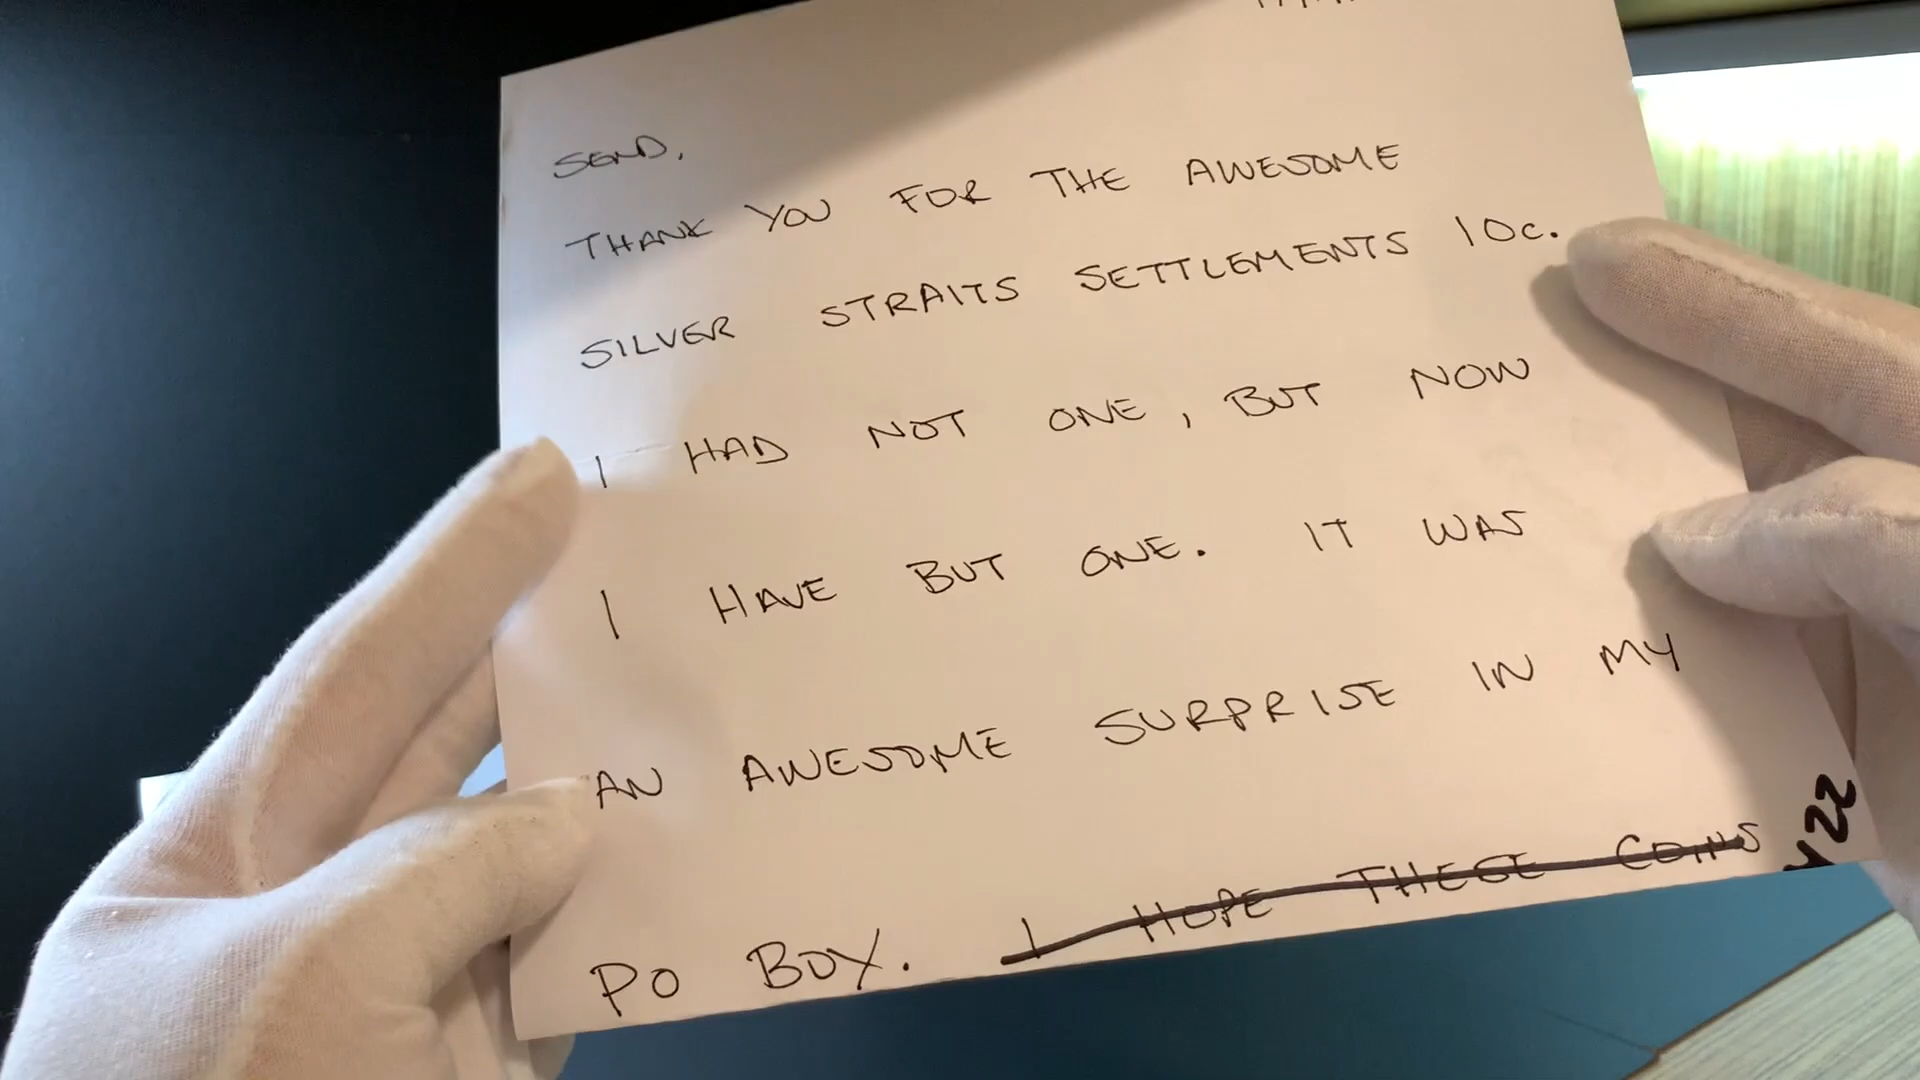 SEND,
THANK YOU FOR THE AWESOME
SILVER STRAITS SETTLEMENTS 10c.
I HAD NOT ONE, BUT NOW
I HAVE BUT ONE. IT WAS
AN AWESOME SURPRISE IN MY
PO BOX. I HOPE THESE COINS
22